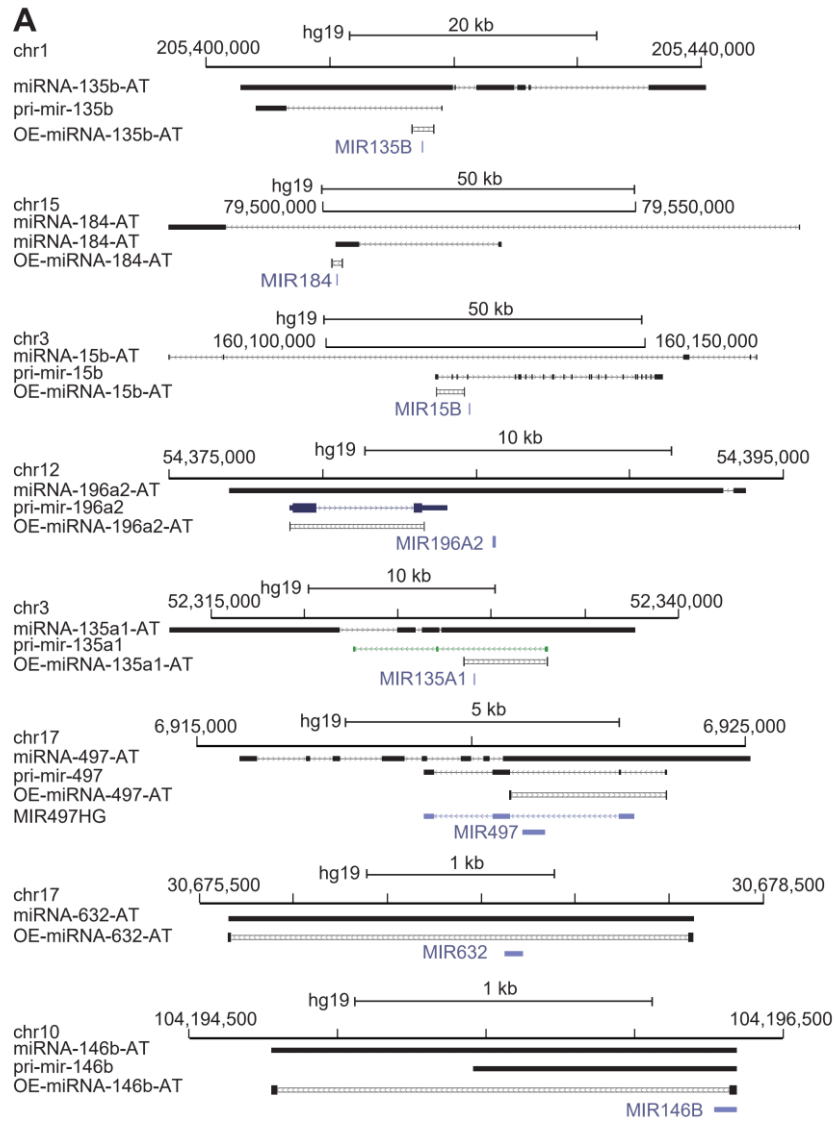 A
hg19 20 kb
chr1 205,400,000 205,440,000
miRNA-135b-AT
pri-mir-135b
OE-miRNA-135b-AT
MIR135B
hg19 50 kb
chr15 79,500,000 79,550,000
miRNA-184-AT
miRNA-184-AT
OE-miRNA-184-AT
MIR184
hg19 50 kb
chr3 160,100,000 160,150,000
miRNA-15b-AT
pri-mir-15b
OE-miRNA-15b-AT
MIR15B
hg19 10 kb
chr12 54,375,000 54,395,000
miRNA-196a2-AT
pri-mir-196a2
OE-miRNA-196a2-AT
MIR196A2
hg19 10 kb
chr3 52,315,000 52,340,000
miRNA-135a1-AT
pri-mir-135a1
OE-miRNA-135a1-AT
MIR135A1
hg19 5 kb
chr17 6,915,000 6,925,000
miRNA-497-AT
pri-mir-497
OE-miRNA-497-AT
MIR497HG
MIR497
hg19 1 kb
chr17 30,675,500 30,678,500
miRNA-632-AT
OE-miRNA-632-AT
MIR632
hg19 1 kb
chr10 104,194,500 104,196,500
miRNA-146b-AT
pri-mir-146b
OE-miRNA-146b-AT
MIR146B